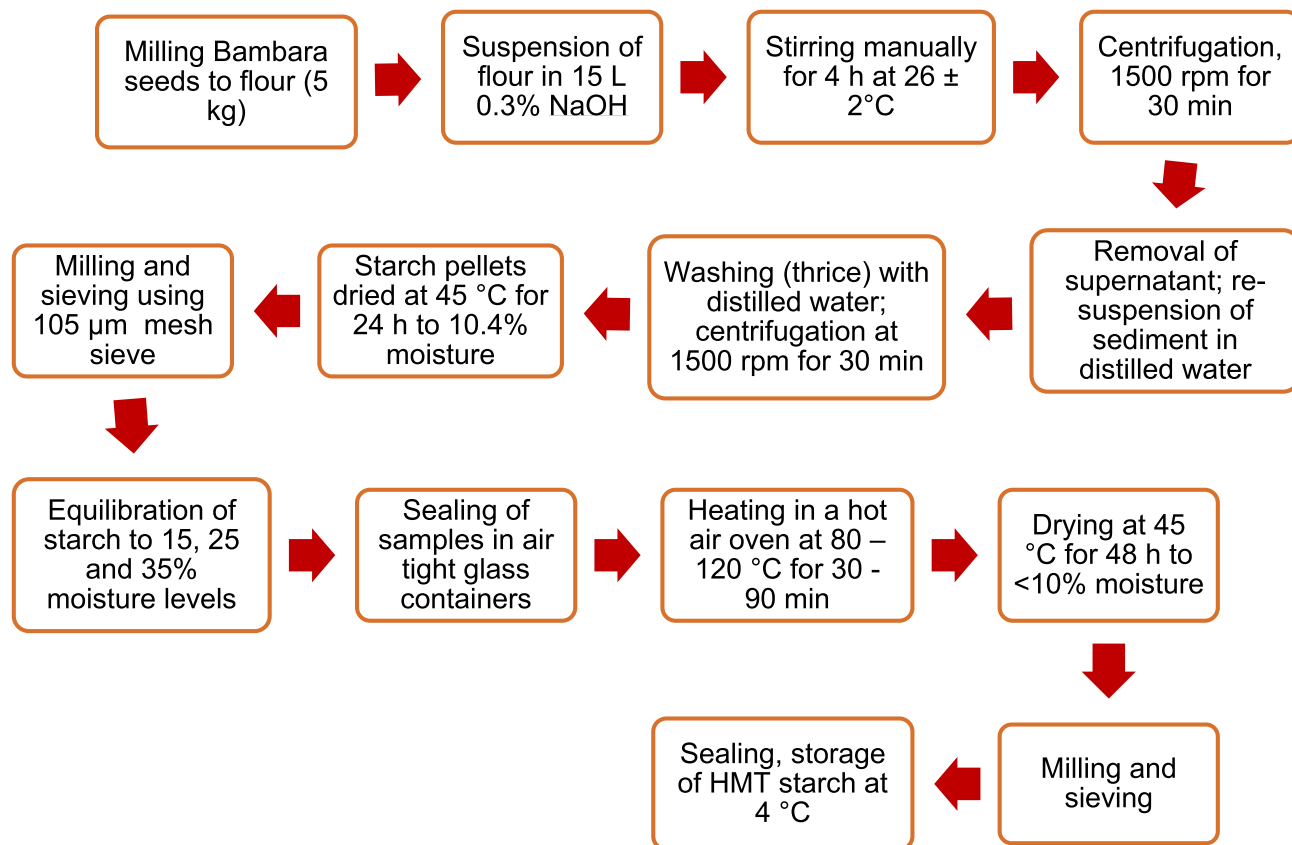 Milling Bambara
seeds to flour (5
kg)
Suspension of
flour in 15 L
0.3% NaOH
Stirring manually
for 4 h at 26 ±
2°C
Centrifugation,
1500 rpm for
30 min
Removal of
supernatant; re-
suspension of
sediment in
distilled water
Washing (thrice) with
distilled water;
centrifugation at
1500 rpm for 30 min
Starch pellets
dried at 45 °C for
24 h to 10.4%
moisture
Milling and
sieving using
105 µm mesh
sieve
Equilibration of
starch to 15, 25
and 35%
moisture levels
Sealing of
samples in air
tight glass
containers
Heating in a hot
air oven at 80 –
120 °C for 30 -
90 min
Drying at 45
°C for 48 h to
<10% moisture
Milling and
sieving
Sealing, storage
of HMT starch at
4 °C